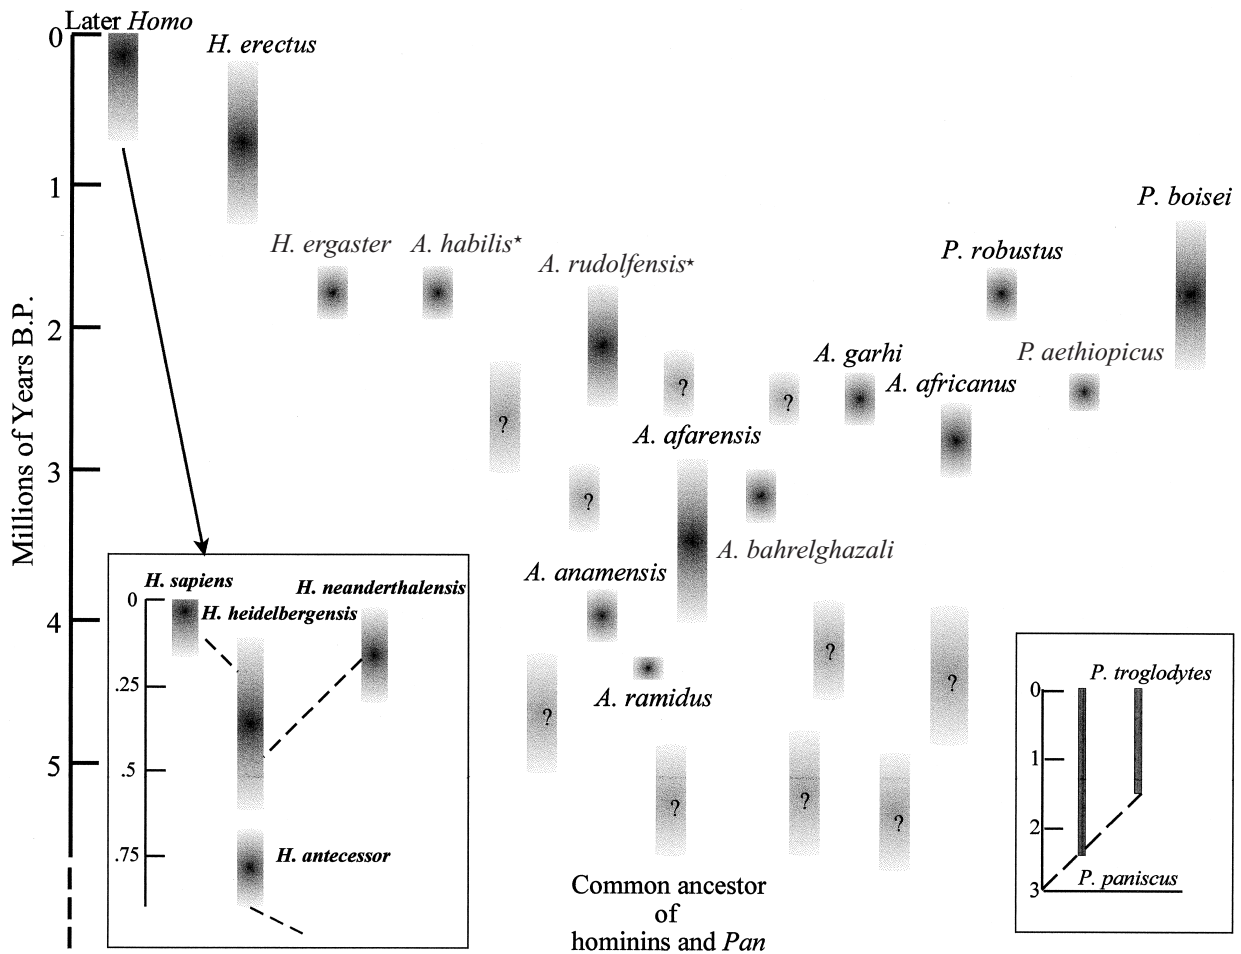 Later Homo
0
H. erectus
1
P. boisei
H. ergaster
A. habilis*
P. robustus
A. rudolfensis*
Millions of Years B.P.
2
A. garhi
P. aethiopicus
A. africanus
?
?
?
A. afarensis
3
?
A. bahrelghazali
A. anamensis
4
?
A. ramidus
?
?
5
?
?
?
Common ancestor
of
hominins and Pan
H. sapiens
H. neanderthalensis
0
H. heidelbergensis
.25
.5
.75
H. antecessor
P. troglodytes
0
1
2
P. paniscus
3